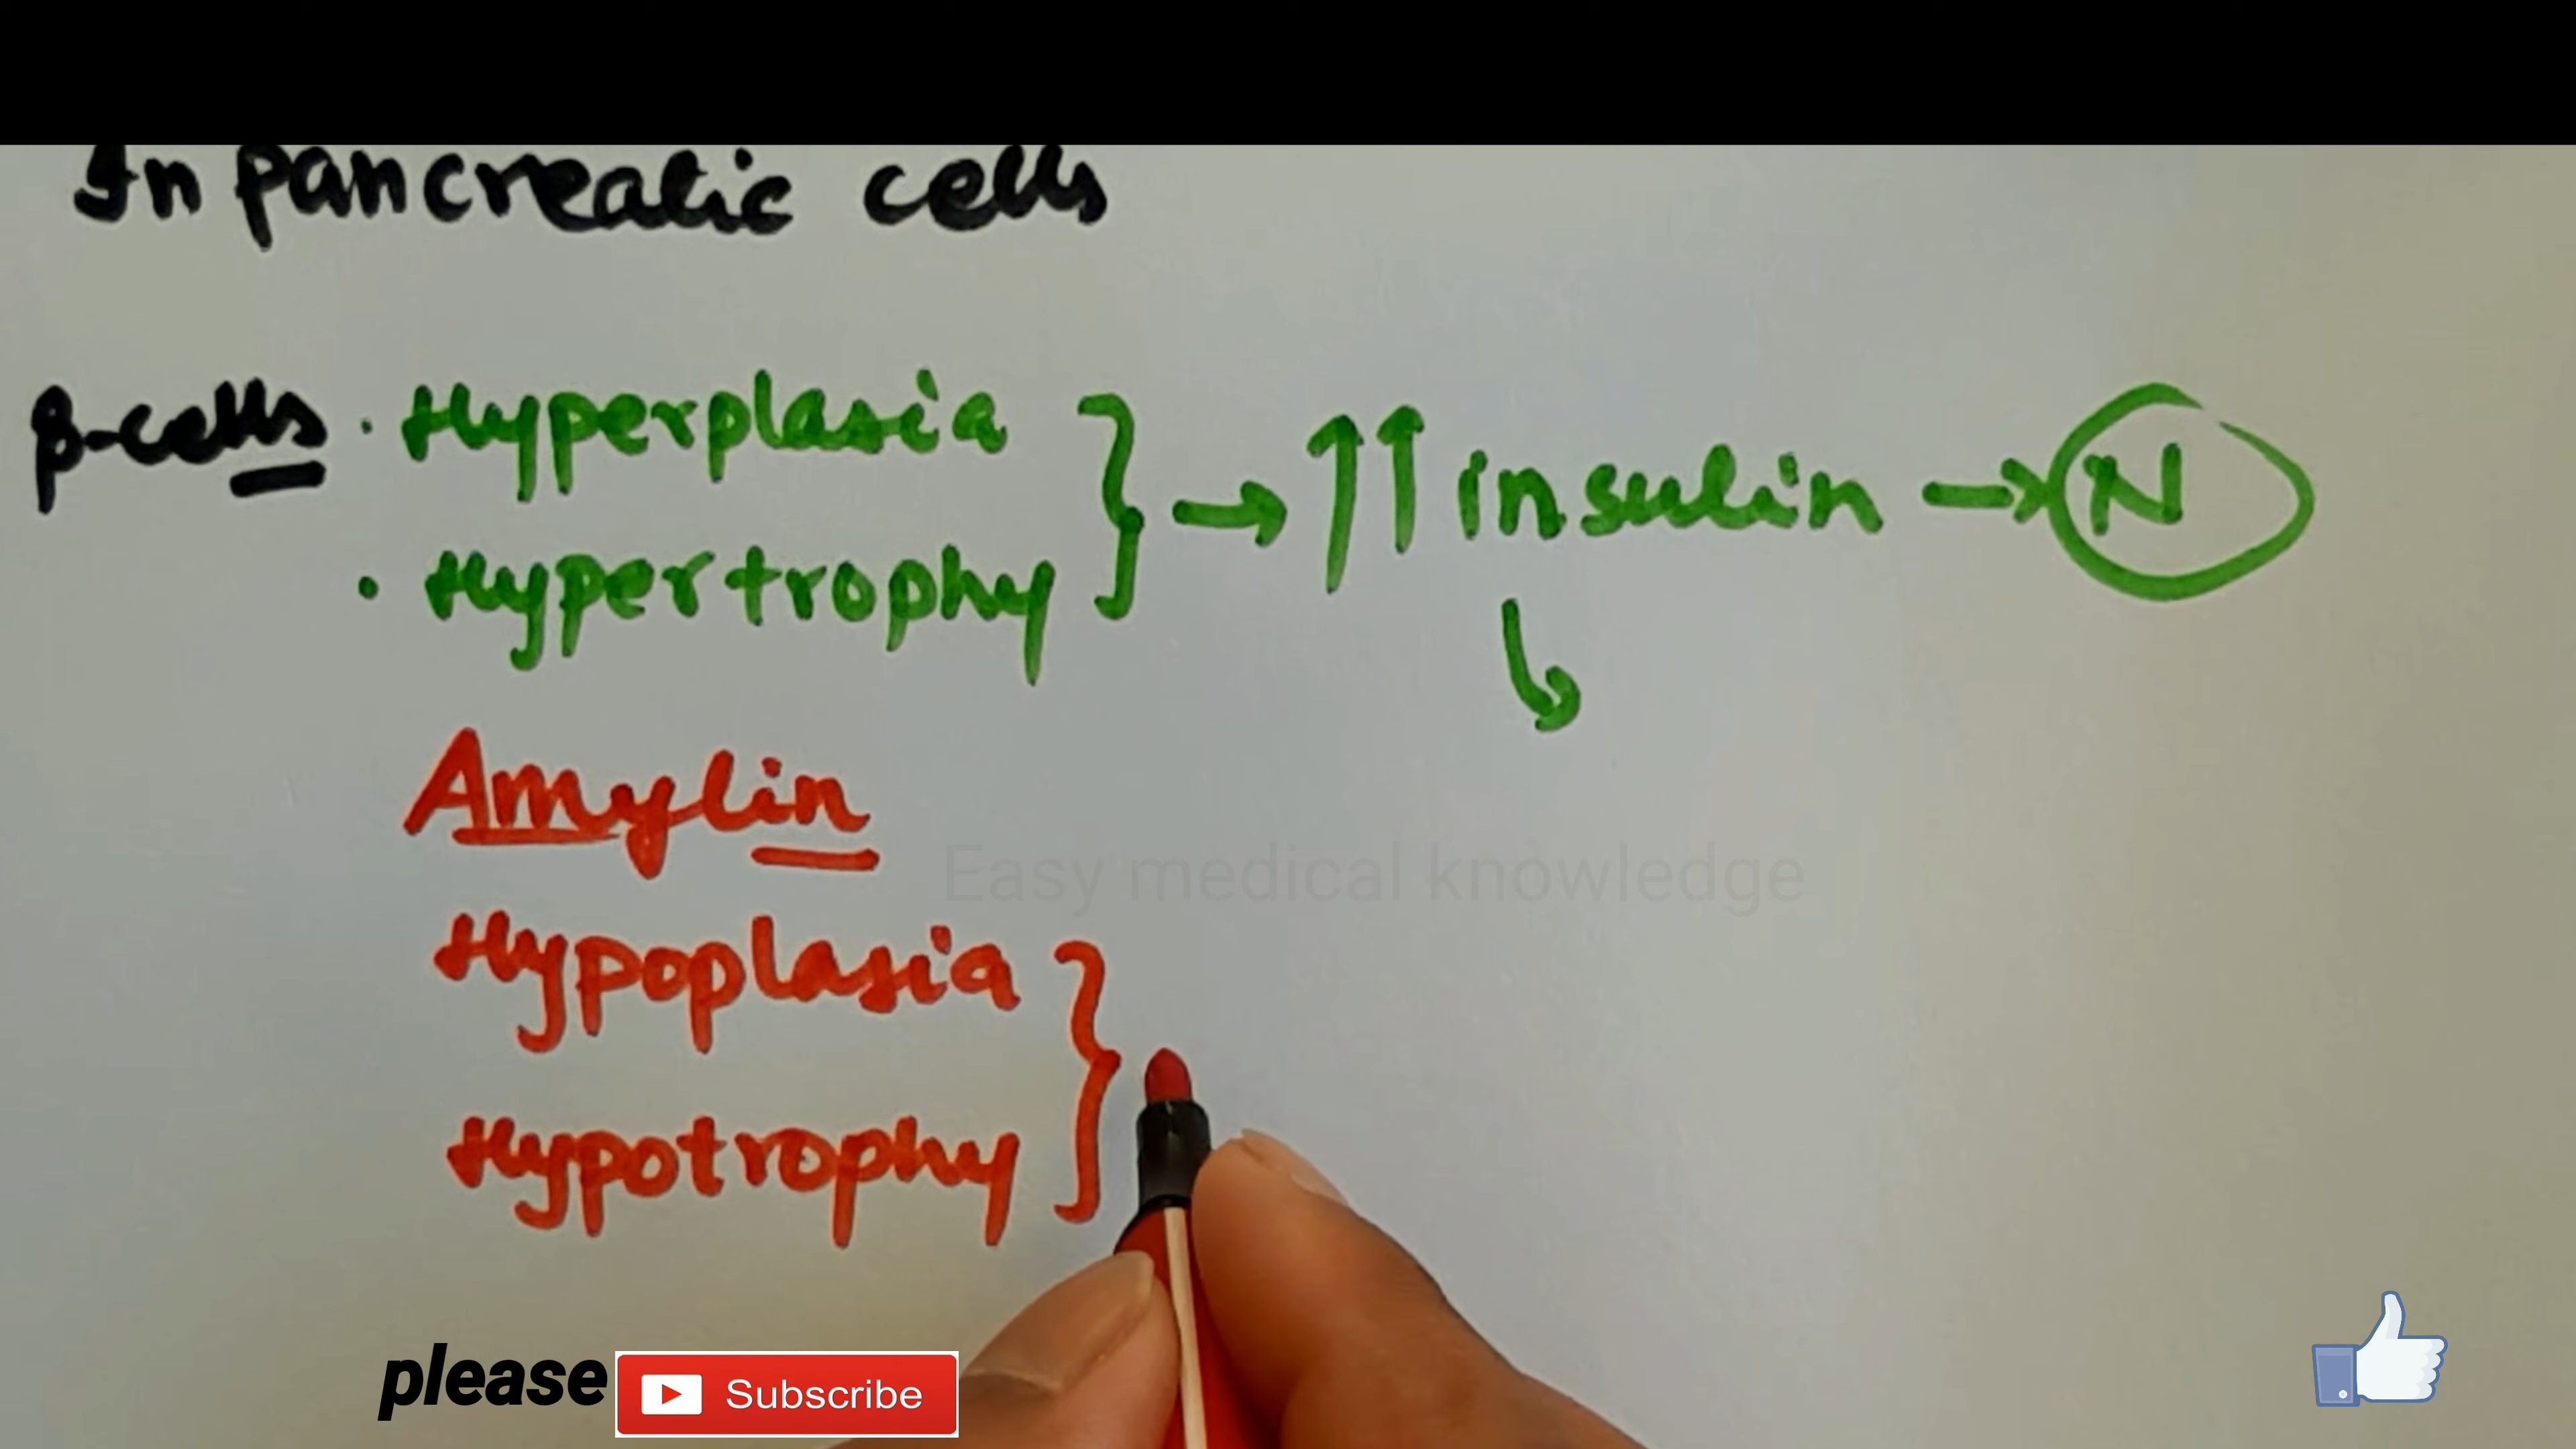 In pancreatic cells
β-cells • Hyperplasia } → ↑↑ insulin → N
• Hypertrophy
Amylin
Easy medical knowledge
Hypoplasia }
Hypotrophy
please Subscribe